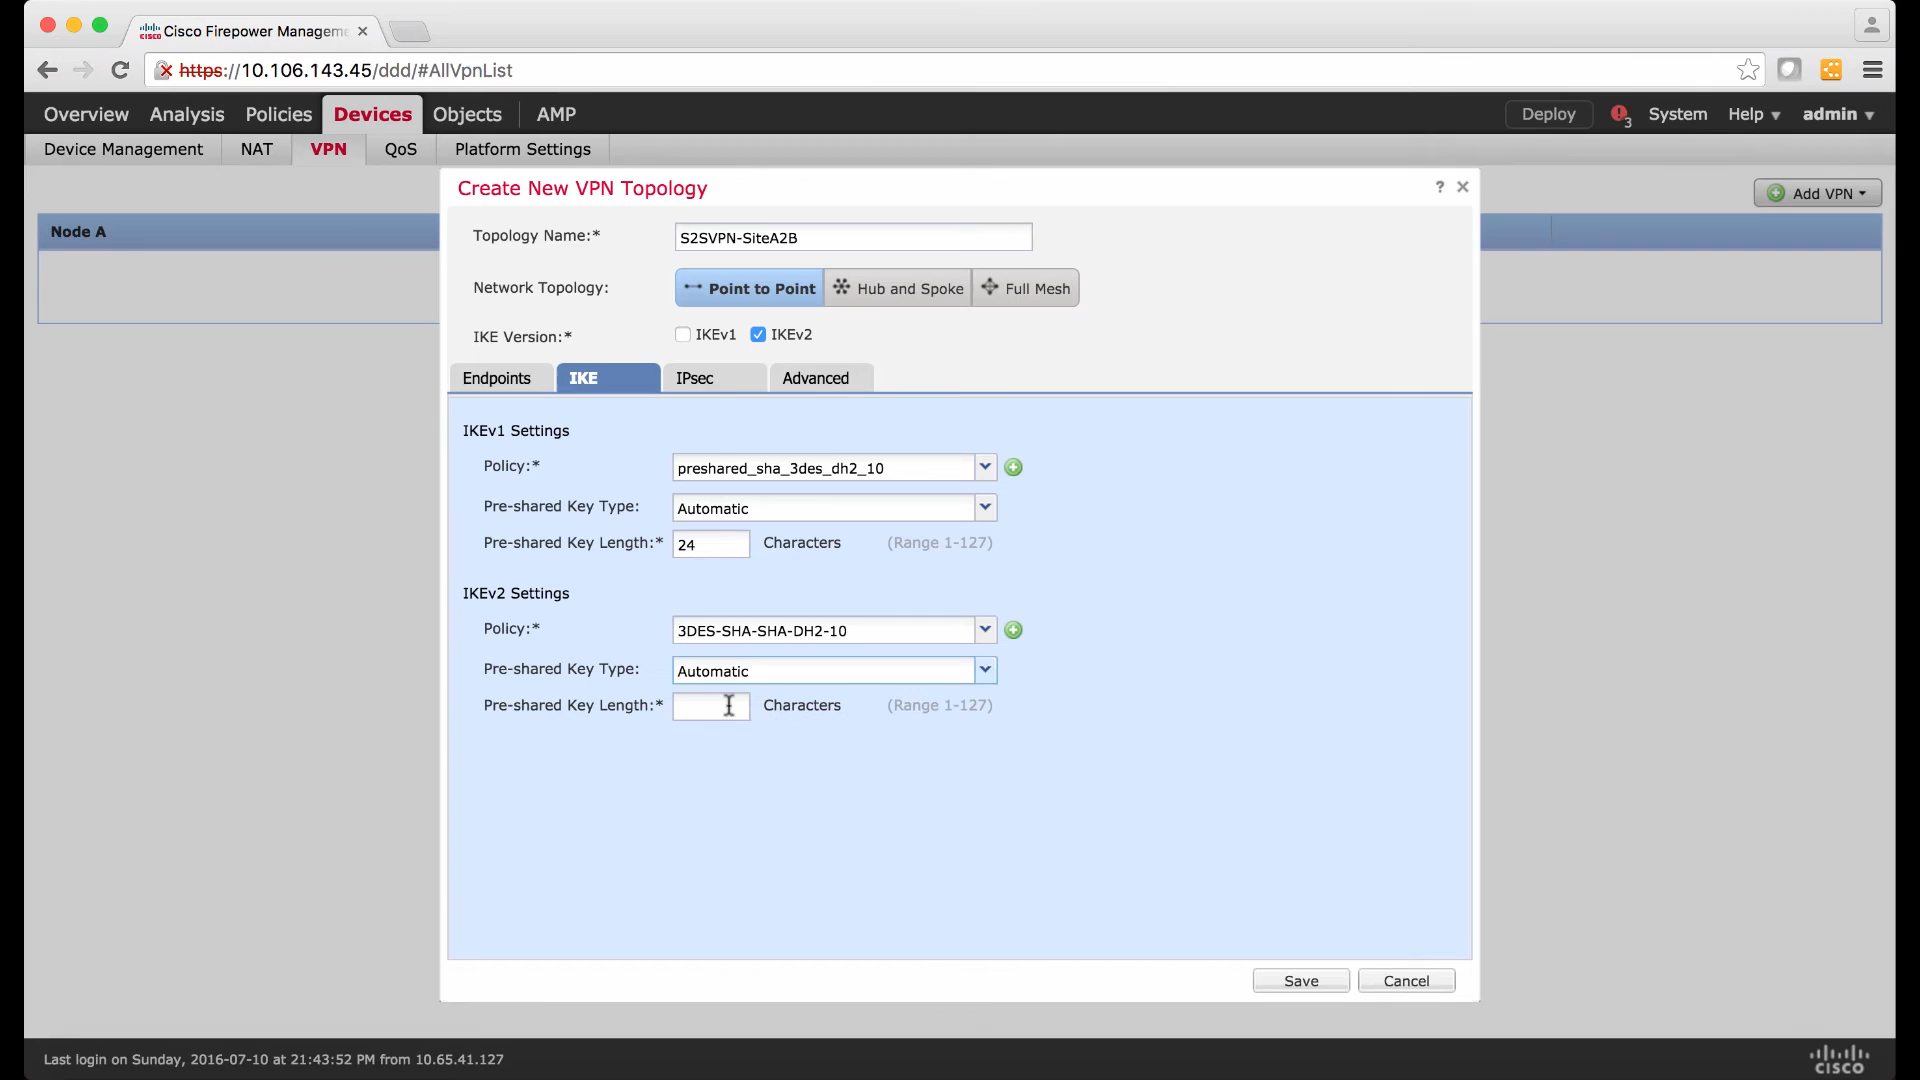 Cisco Firepower Managem
https://10.106.143.45/ddd/#AllVpnList
Overview Analysis Policies Devices Objects AMP Deploy 3 System Help admin
Device Management NAT VPN QoS Platform Settings
Create New VPN Topology ?
Add VPN
Node A
Topology Name:* S2SVPN-SiteA2B
Network Topology: Point to Point Hub and Spoke Full Mesh
IKE Version:* IKEv1 IKEv2
Endpoints IKE IPsec Advanced
IKEv1 Settings
Policy:* preshared_sha_3des_dh2_10
Pre-shared Key Type: Automatic
Pre-shared Key Length:* 24 Characters (Range 1-127)
IKEv2 Settings
Policy:* 3DES-SHA-SHA-DH2-10
Pre-shared Key Type: Automatic
Pre-shared Key Length:* Characters (Range 1-127)
Save Cancel
Last login on Sunday, 2016-07-10 at 21:43:52 PM from 10.65.41.127
CISCO